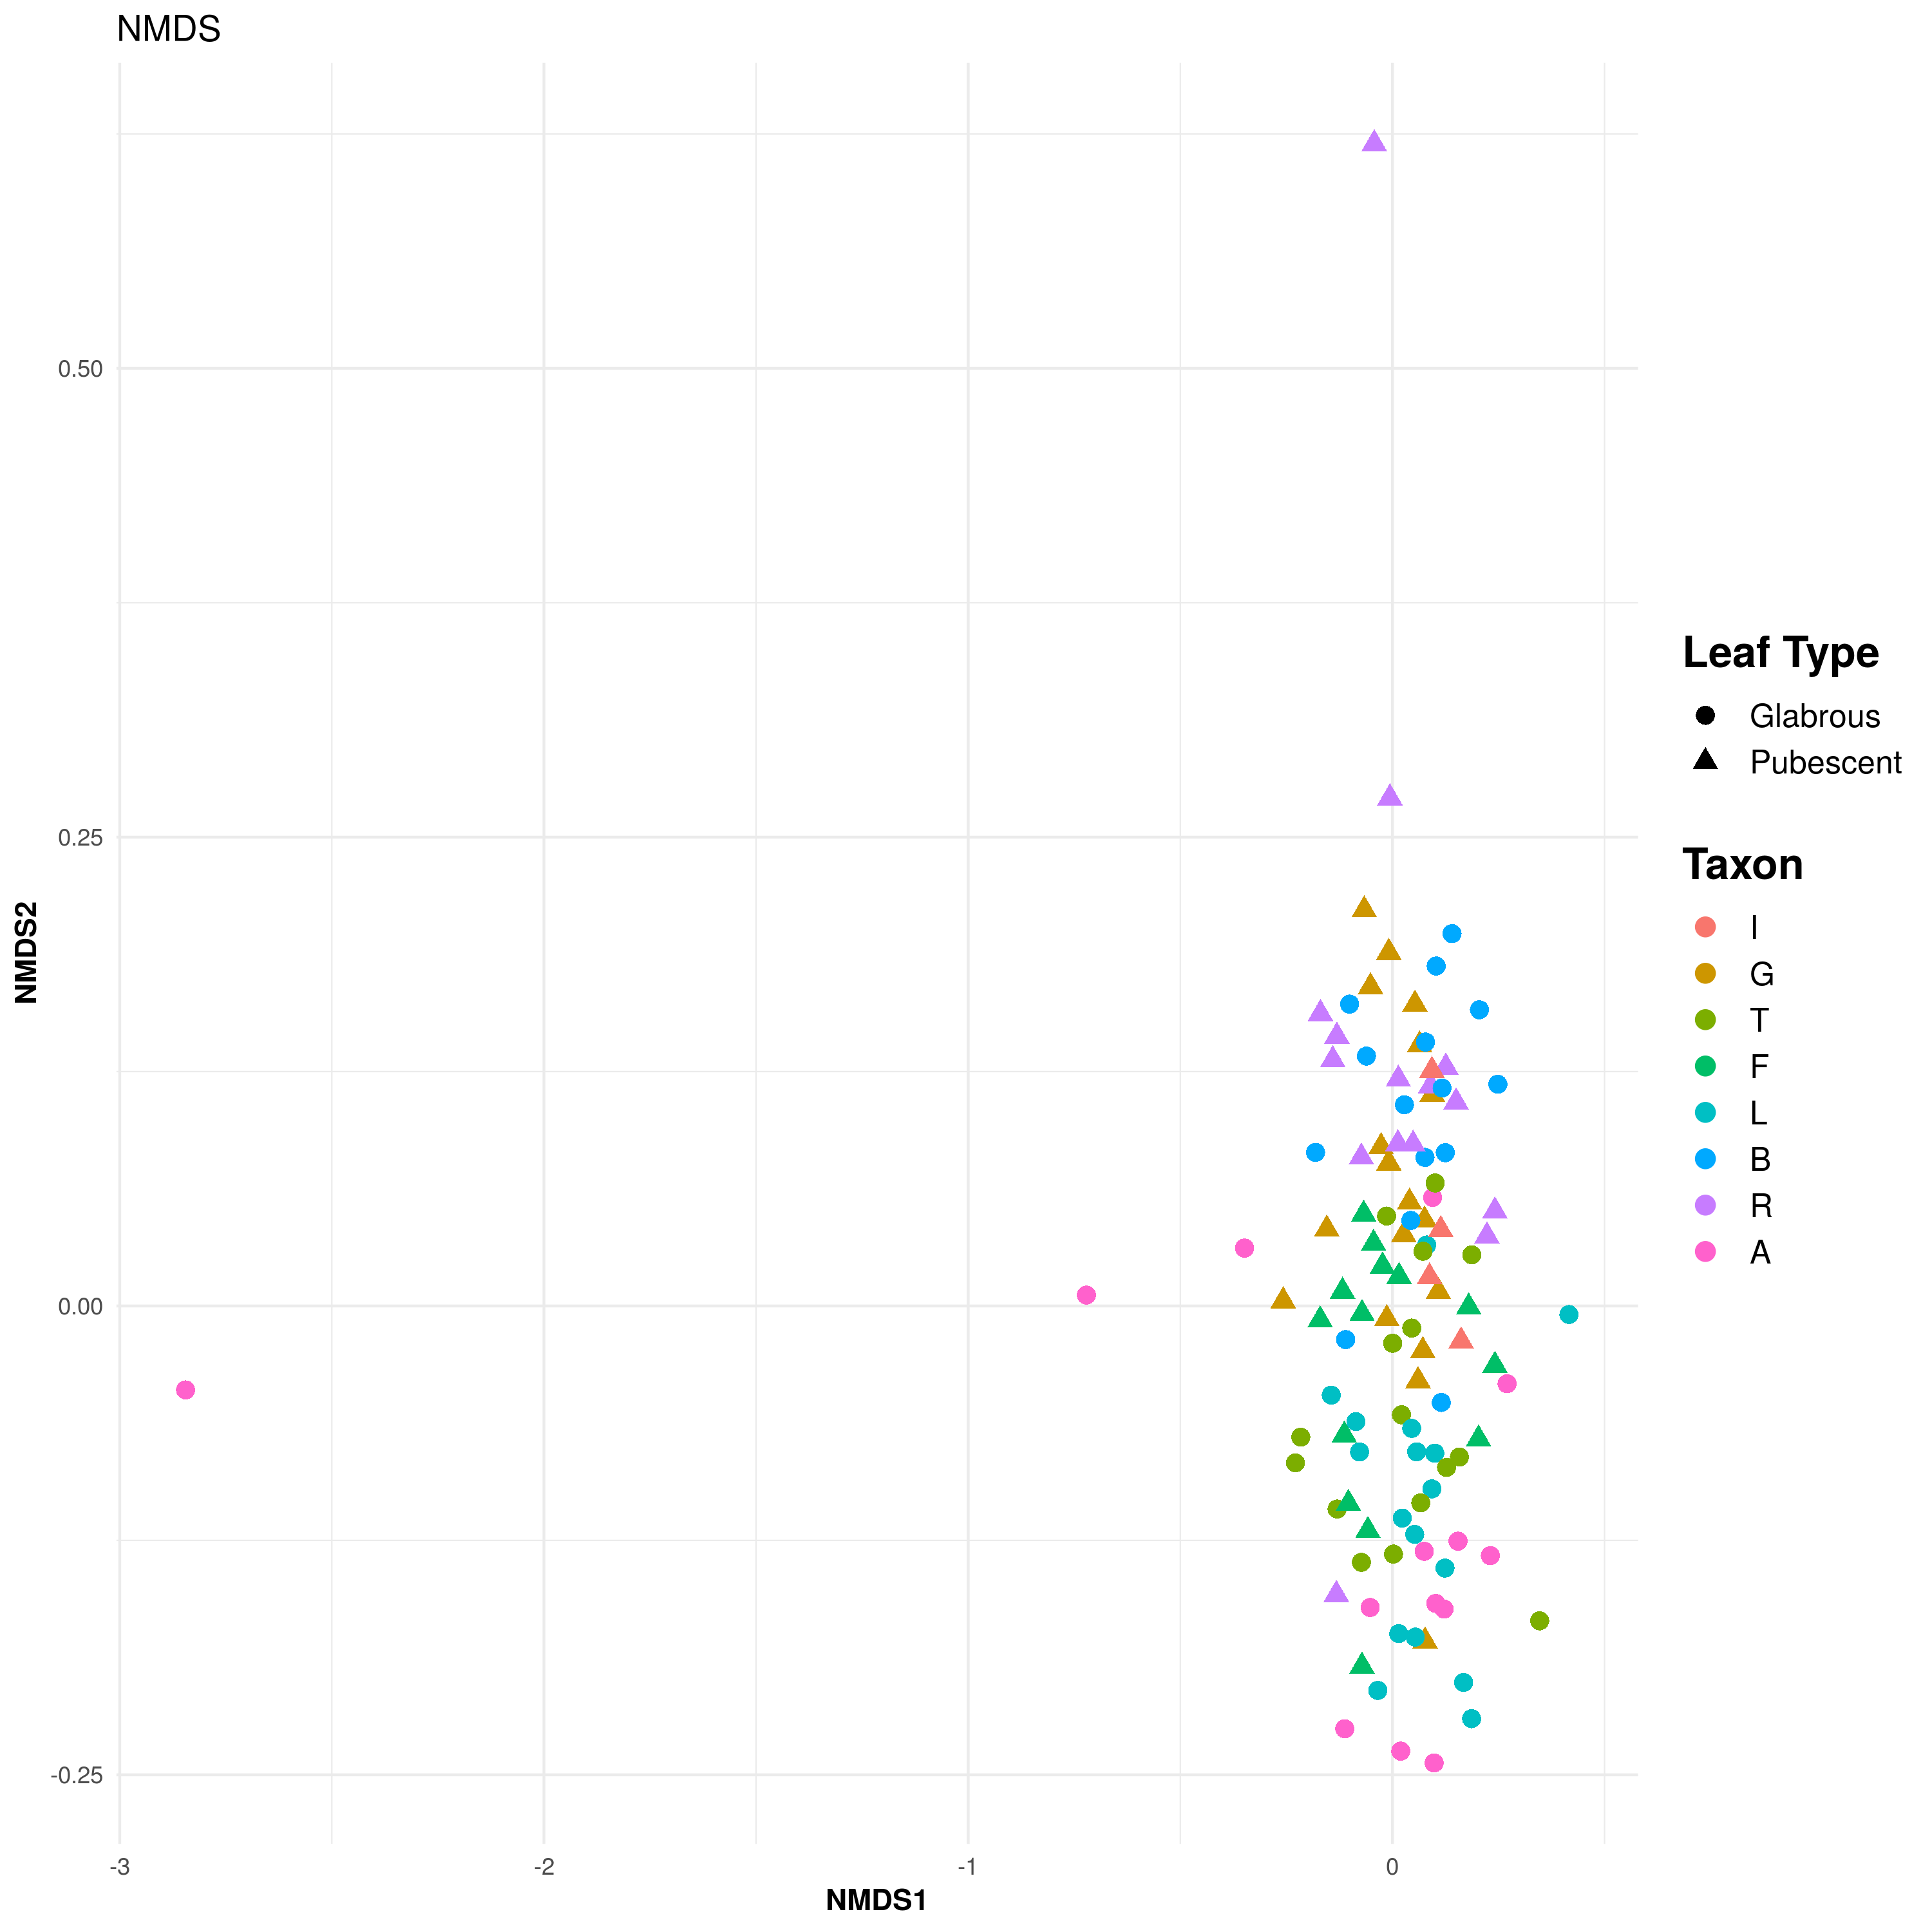 NMDS
0.50
0.25
0.00
-0.25
NMDS2
-3
-2
-1
0
NMDS1
Leaf Type
Glabrous
Pubescent
Taxon
I
G
T
F
L
B
R
A